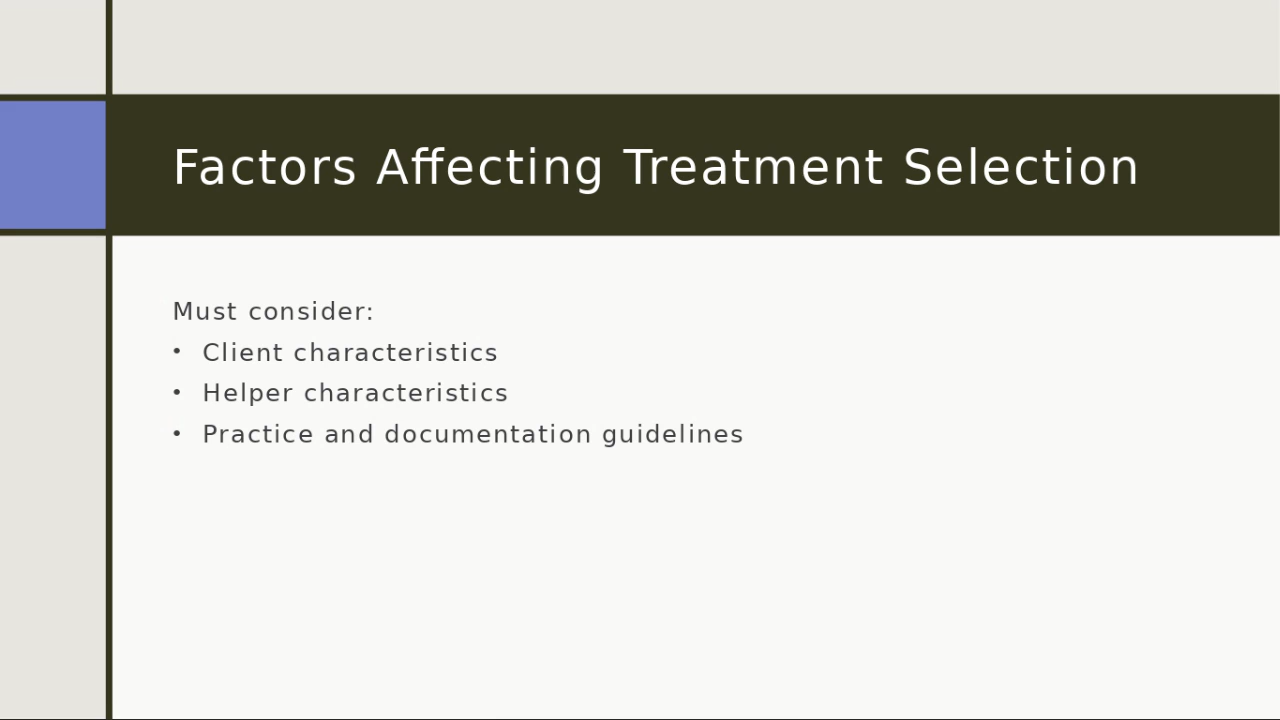 Factors Affecting Treatment Selection
Must consider:
• Client characteristics
• Helper characteristics
• Practice and documentation guidelines